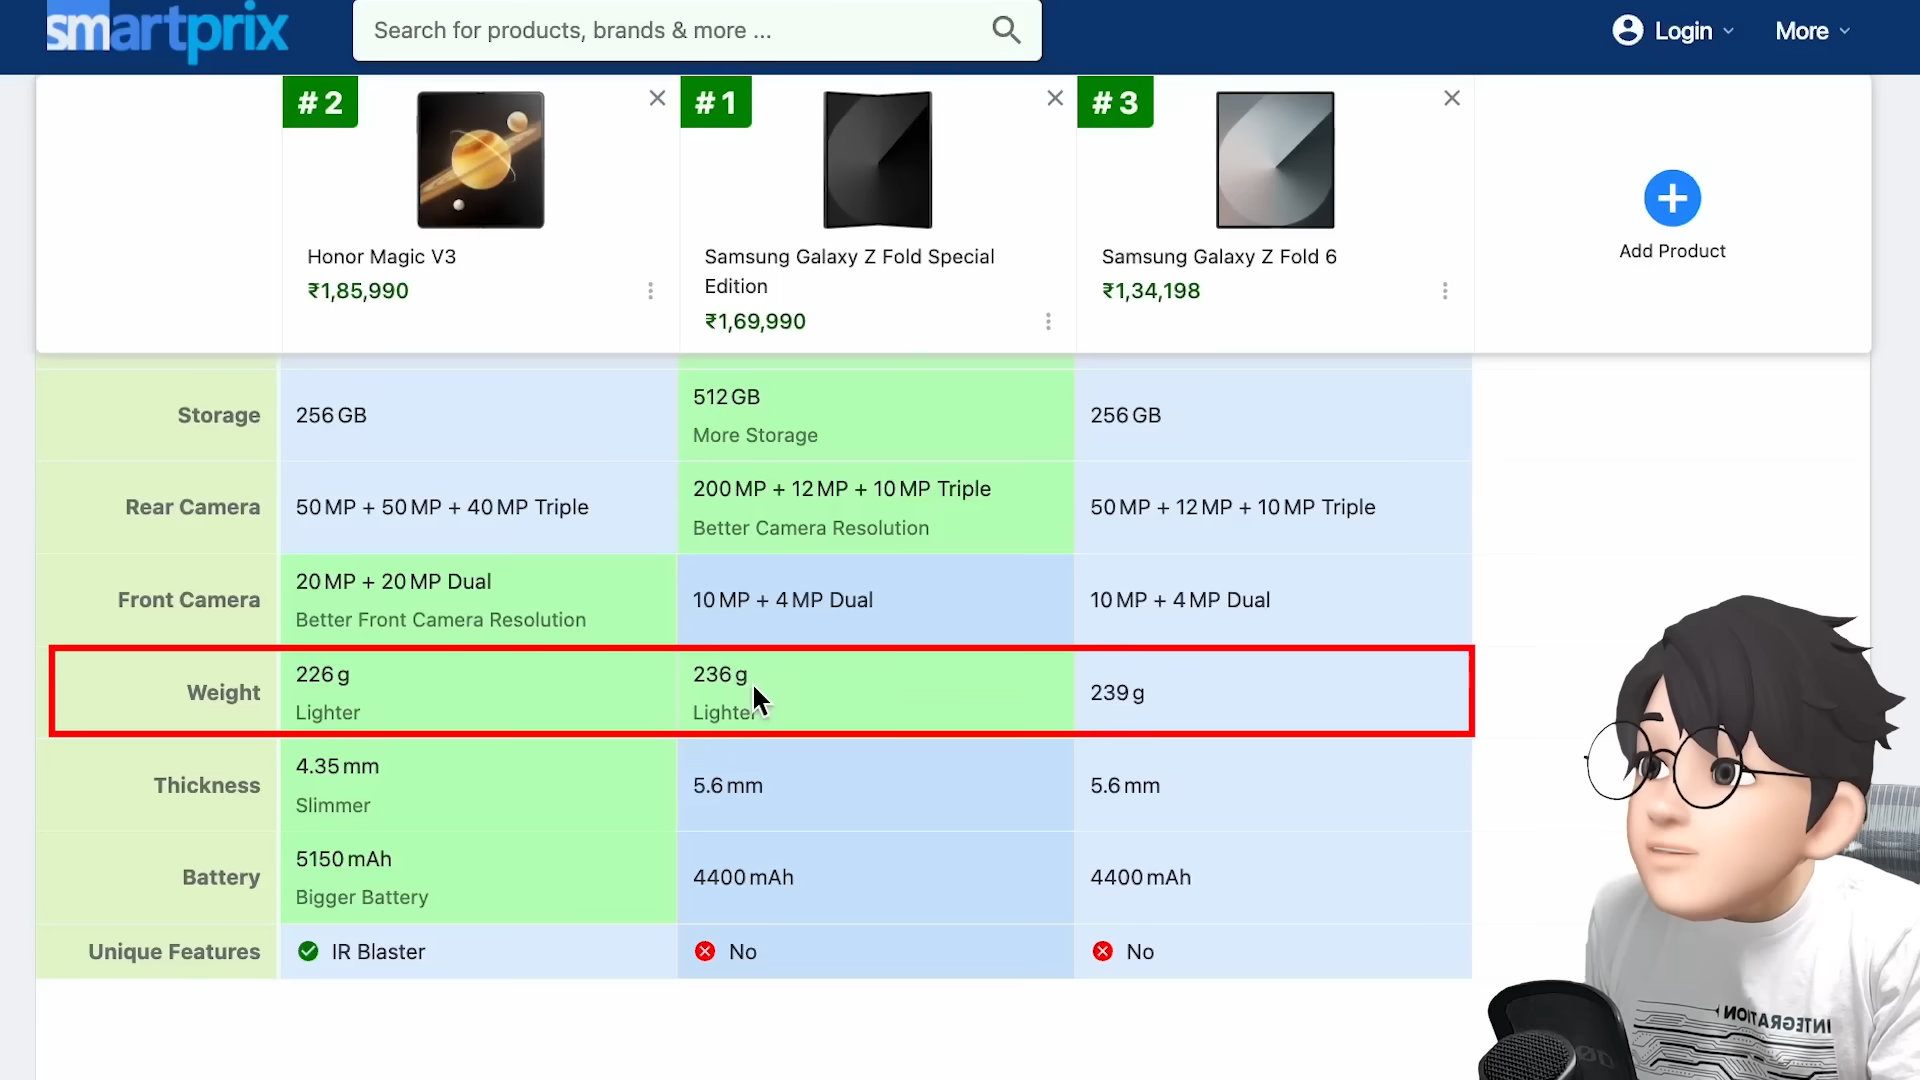 smartprix
Search for products, brands & more ...
Login
More
#2
#1
#3
Honor Magic V3
₹1,85,990
Samsung Galaxy Z Fold Special
Edition
₹1,69,990
Samsung Galaxy Z Fold 6
₹1,34,198
Add Product
Storage
256 GB
512 GB
More Storage
256 GB
Rear Camera
50 MP + 50 MP + 40 MP Triple
200 MP + 12 MP + 10 MP Triple
Better Camera Resolution
50 MP + 12 MP + 10 MP Triple
Front Camera
20 MP + 20 MP Dual
Better Front Camera Resolution
10 MP + 4 MP Dual
10 MP + 4 MP Dual
Weight
226 g
Lighter
236 g
Lighter
239 g
Thickness
4.35 mm
Slimmer
5.6 mm
5.6 mm
Battery
5150 mAh
Bigger Battery
4400 mAh
4400 mAh
Unique Features
IR Blaster
No
No
INTEGRATION